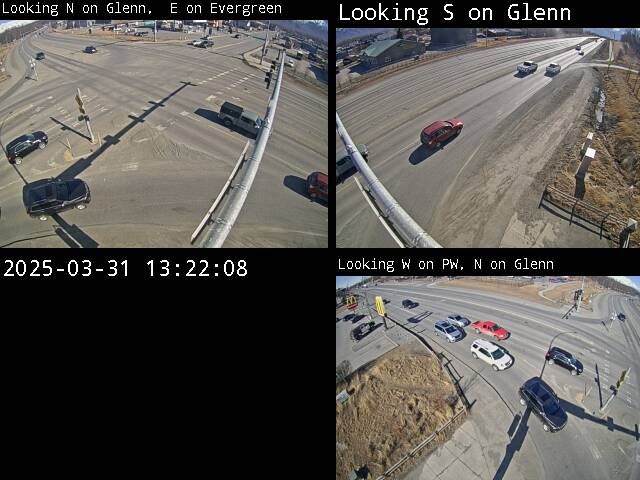 Looking N on Glenn,  E on Evergreen
Looking S on Glenn
2025-03-31 13:22:08
Looking W on PW, N on Glenn